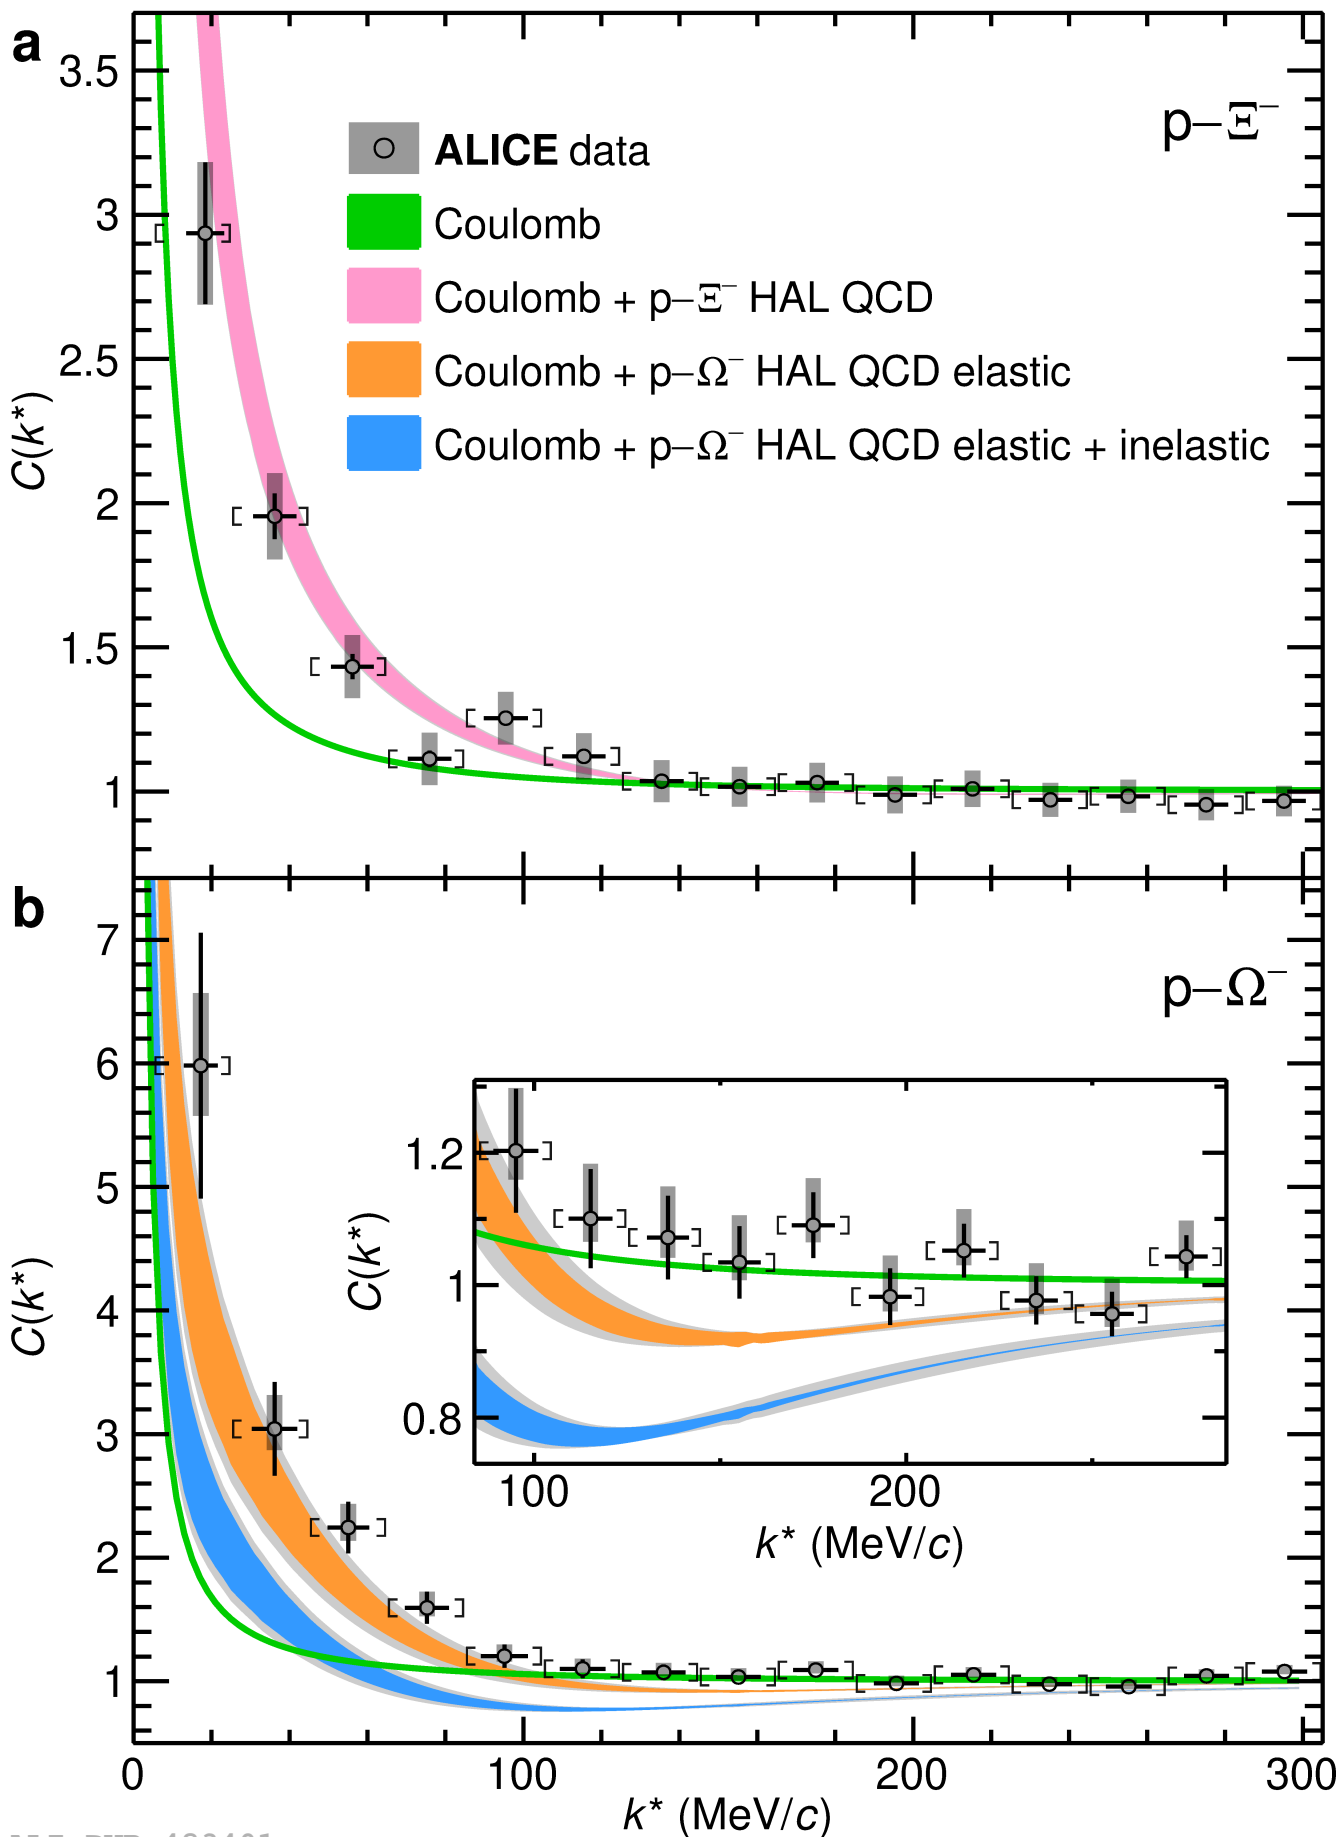 a
p–Ξ⁻
3.5
3
2.5
2
1.5
1
C(k*)
ALICE data
Coulomb
Coulomb + p–Ξ⁻ HAL QCD
Coulomb + p–Ω⁻ HAL QCD elastic
Coulomb + p–Ω⁻ HAL QCD elastic + inelastic
b
p–Ω⁻
7
6
5
4
3
2
1
C(k*)
1.2
1
0.8
C(k*)
100 200
k* (MeV/c)
0 100 200 300
k* (MeV/c)